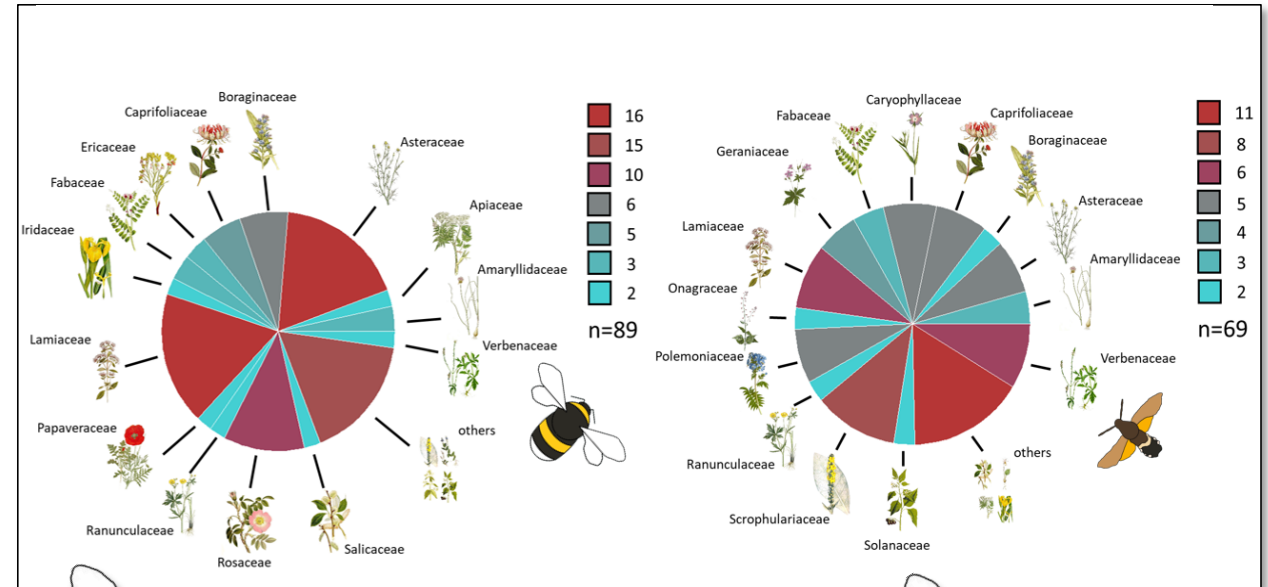 Boraginaceae
Caprifoliaceae
Asteraceae
Ericaceae
Fabaceae
Apiaceae
Iridaceae
Amaryllidaceae
Lamiaceae
Verbenaceae
Papaveraceae
others
Ranunculaceae
Rosaceae
Salicaceae
16
15
10
6
5
3
2
n=89
Caryophyllaceae
Fabaceae
Caprifoliaceae
Geraniaceae
Boraginaceae
Lamiaceae
Asteraceae
Onagraceae
Amaryllidaceae
Polemoniaceae
Verbenaceae
Ranunculaceae
others
Scrophulariaceae
Solanaceae
11
8
6
5
4
3
2
n=69